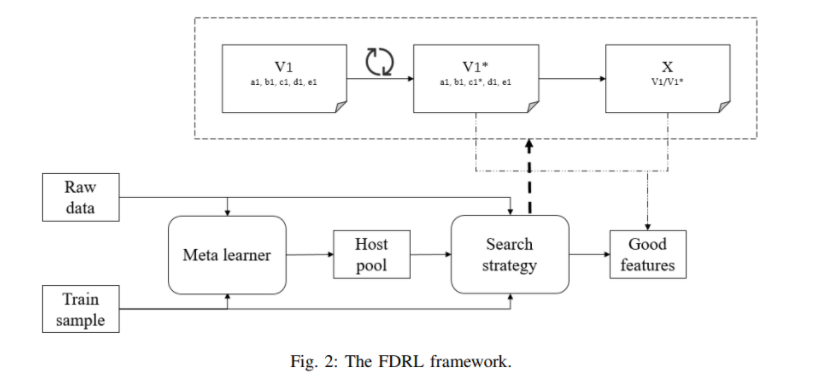 V1
a1, b1, c1, d1, e1
V1*
a1, b1, c1*, d1, e1
X
V1/V1*
Raw
data
Meta learner
Host
pool
Search
strategy
Good
features
Train
sample
Fig. 2: The FDRL framework.